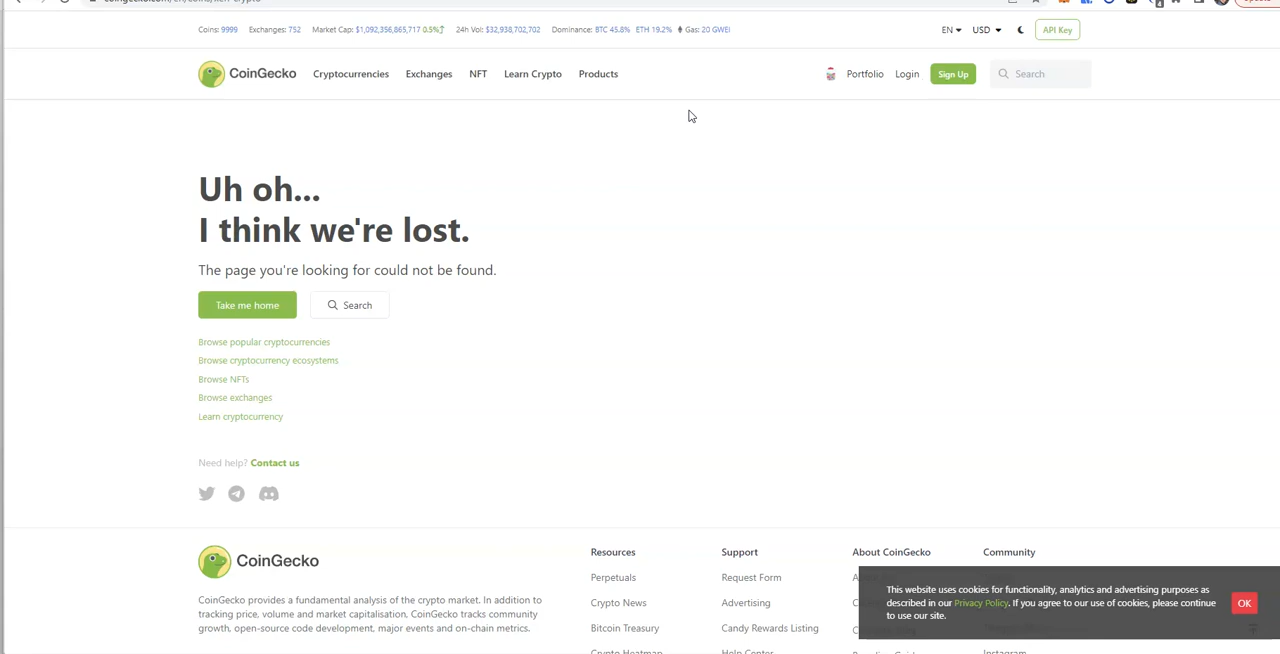 Coins: 9999 Exchanges: 752 Market Cap: $1,092,356,865,717 0.5% 24h Vol: $32,938,702,702 Dominance: BTC 45.8% ETH 19.2% Gas: 20 GWEI
EN USD API Key
CoinGecko Cryptocurrencies Exchanges NFT Learn Crypto Products Portfolio Login Sign Up Search
Uh oh...
I think we're lost.
The page you're looking for could not be found.
Take me home Search
Browse popular cryptocurrencies
Browse cryptocurrency ecosystems
Browse NFTs
Browse exchanges
Learn cryptocurrency
Need help? Contact us
CoinGecko
CoinGecko provides a fundamental analysis of the crypto market. In addition to
tracking price, volume and market capitalisation, CoinGecko tracks community
growth, open-source code development, major events and on-chain metrics.
Resources
Perpetuals
Crypto News
Bitcoin Treasury
Crypto Heatmap
Support
Request Form
Advertising
Candy Rewards Listing
Help Center
About CoinGecko
Community
Instagram
This website uses cookies for functionality, analytics and advertising purposes as
described in our Privacy Policy. If you agree to our use of cookies, please continue
to use our site.
OK